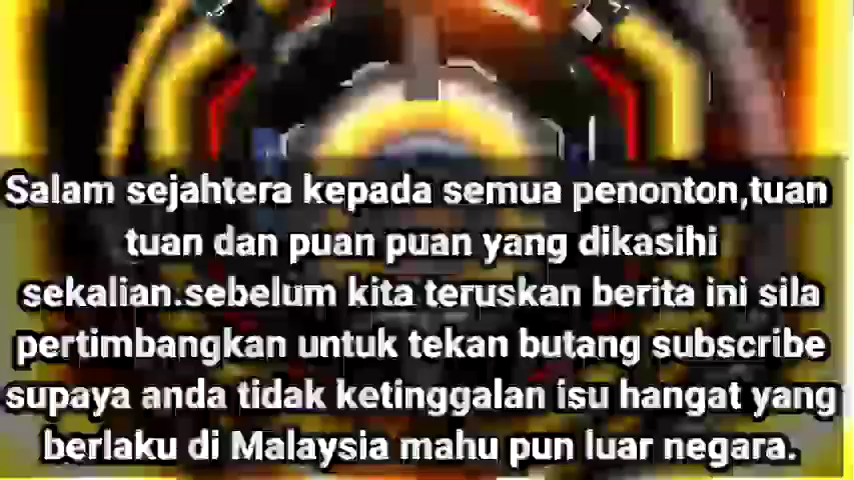 Salam sejahtera kepada semua penonton,tuan
tuan dan puan puan yang dikasihi
sekalian.sebelum kita teruskan berita ini sila
pertimbangkan untuk tekan butang subscribe
supaya anda tidak ketinggalan isu hangat yang
berlaku di Malaysia mahu pun luar negara.